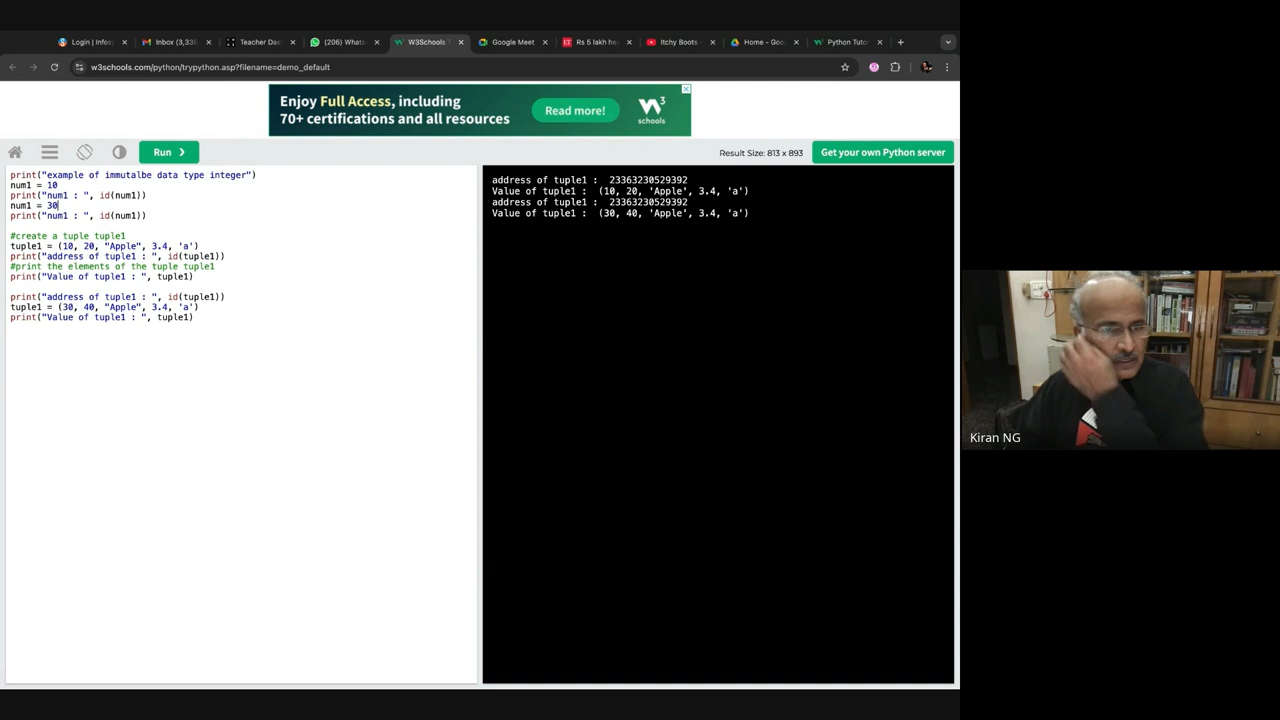 Login | Infos
Inbox (3,33
Teacher Das
(206) Whats
W3Schools T
Google Meet
Rs 5 lakh he
Itchy Boots
Home - Goo
Python Tuto
w3schools.com/python/trypython.asp?filename=demo_default
Enjoy Full Access, including
70+ certifications and all resources
Read more!
W3
schools
Run ❯
Result Size: 813 x 893
Get your own Python server
print("example of immutalbe data type integer")
num1 = 10
print("num1 : ", id(num1))
num1 = 30
print("num1 : ", id(num1))
#create a tuple tuple1
tuple1 = (10, 20, "Apple", 3.4, 'a')
print("address of tuple1 : ", id(tuple1))
#print the elements of the tuple tuple1
print("Value of tuple1 : ", tuple1)
print("address of tuple1 : ", id(tuple1))
tuple1 = (30, 40, "Apple", 3.4, 'a')
print("Value of tuple1 : ", tuple1)
address of tuple1 :  23363230529392
Value of tuple1 :  (10, 20, 'Apple', 3.4, 'a')
address of tuple1 :  23363230529392
Value of tuple1 :  (30, 40, 'Apple', 3.4, 'a')
Kiran NG